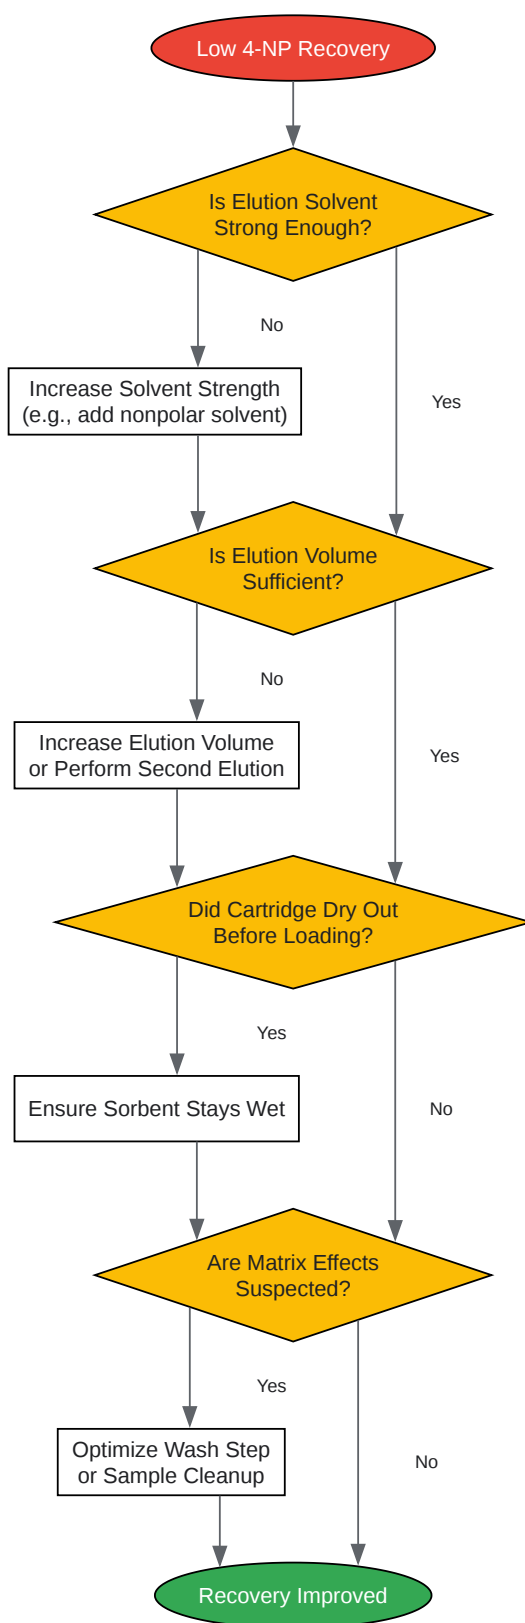 Low 4-NP Recovery
Is Elution Solvent
Strong Enough?
No
Increase Solvent Strength
(e.g., add nonpolar solvent)
Yes
Is Elution Volume
Sufficient?
No
Increase Elution Volume
or Perform Second Elution
Yes
Did Cartridge Dry Out
Before Loading?
Yes
Ensure Sorbent Stays Wet
No
Are Matrix Effects
Suspected?
Yes
Optimize Wash Step
or Sample Cleanup
No
Recovery Improved